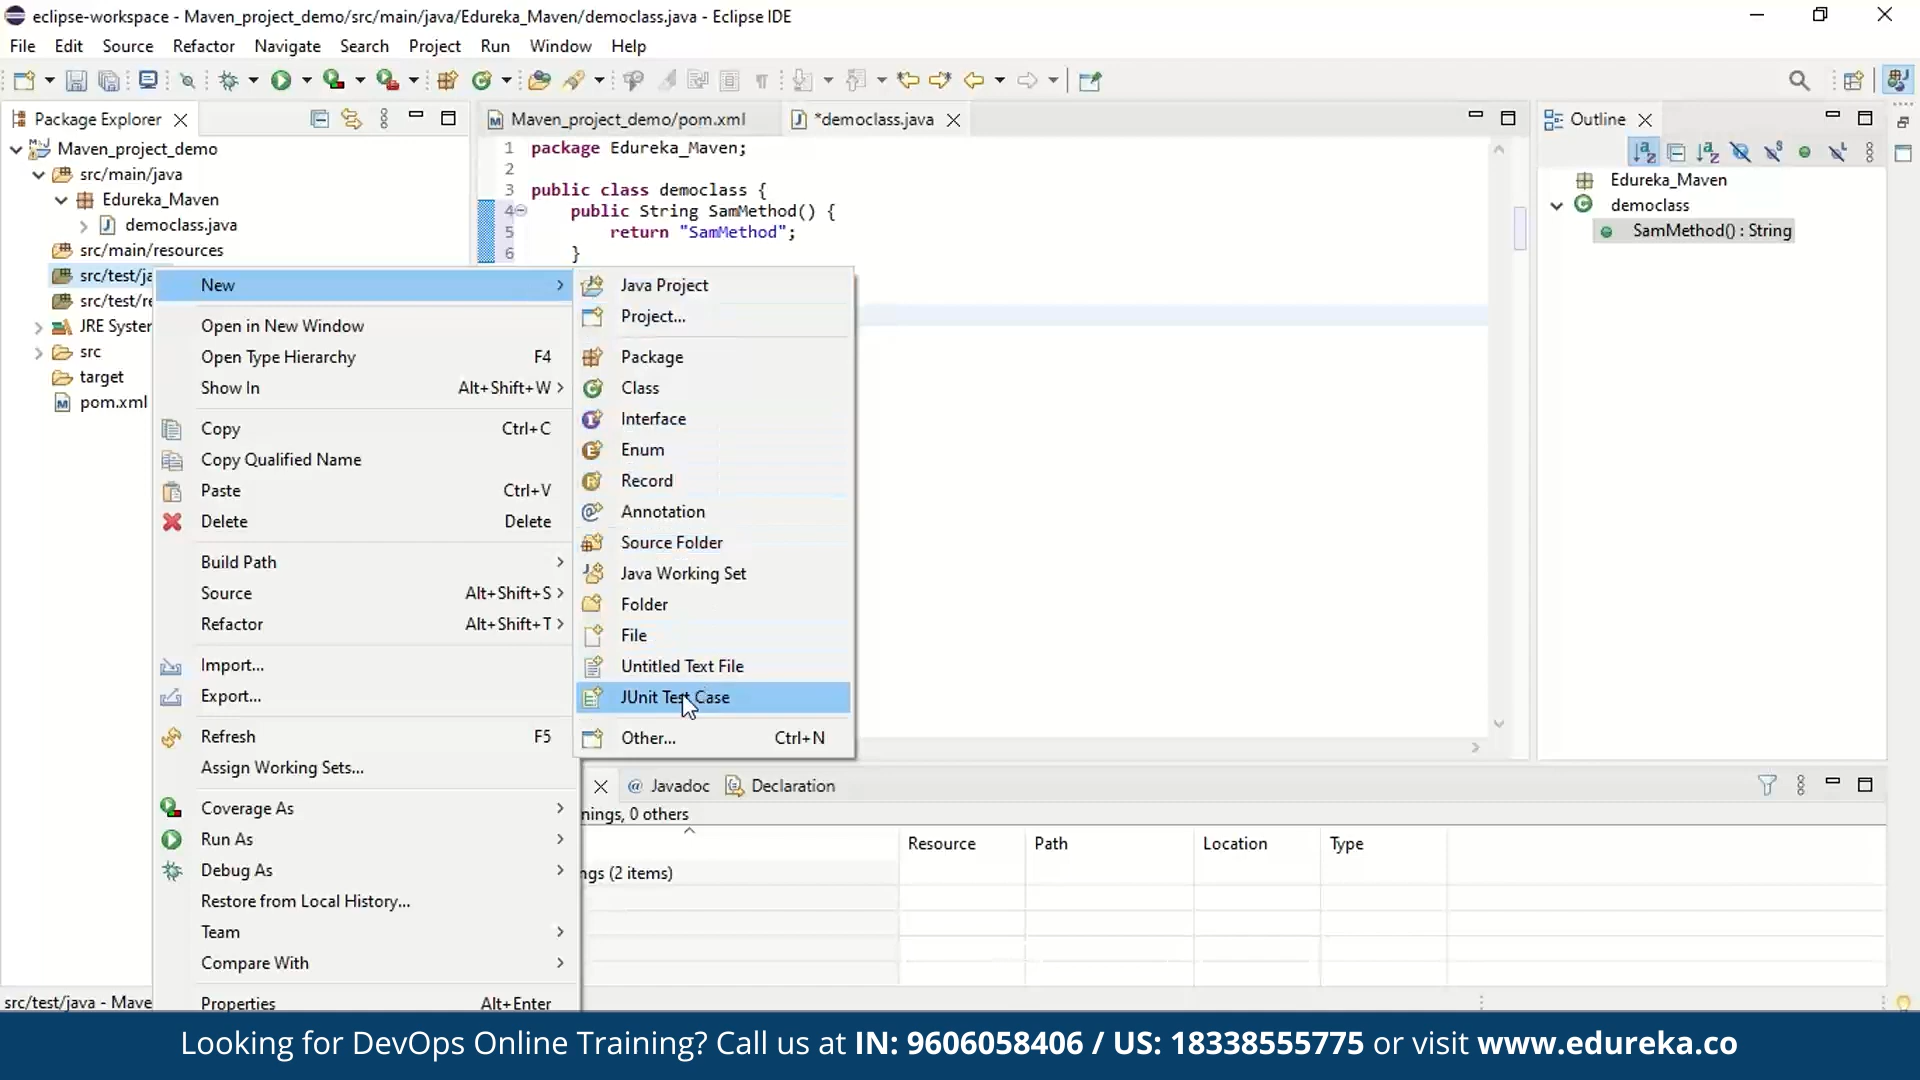 eclipse-workspace - Maven_project_demo/src/main/java/Edureka_Maven/democlass.java - Eclipse IDE
File Edit Source Refactor Navigate Search Project Run Window Help
Package Explorer
Maven_project_demo
src/main/java
Edureka_Maven
democlass.java
src/main/resources
src/test/ja
src/test/re
JRE Syster
src
target
pom.xml
Maven_project_demo/pom.xml *democlass.java
1 package Edureka_Maven;
2
3 public class democlass {
4 public String SamMethod() {
5 return "SamMethod";
6 }
Outline
Edureka_Maven
democlass
SamMethod() : String
New
Open in New Window
Open Type Hierarchy F4
Show In Alt+Shift+W
Copy Ctrl+C
Copy Qualified Name
Paste Ctrl+V
Delete Delete
Build Path
Source Alt+Shift+S
Refactor Alt+Shift+T
Import...
Export...
Refresh F5
Assign Working Sets...
Coverage As
Run As
Debug As
Restore from Local History...
Team
Compare With
Properties Alt+Enter
Java Project
Project...
Package
Class
Interface
Enum
Record
Annotation
Source Folder
Java Working Set
Folder
File
Untitled Text File
JUnit Test Case
Other... Ctrl+N
@ Javadoc Declaration
nings, 0 others
Resource Path Location Type
ngs (2 items)
src/test/java - Mave
Looking for DevOps Online Training? Call us at IN: 9606058406 / US: 18338555775 or visit www.edureka.co